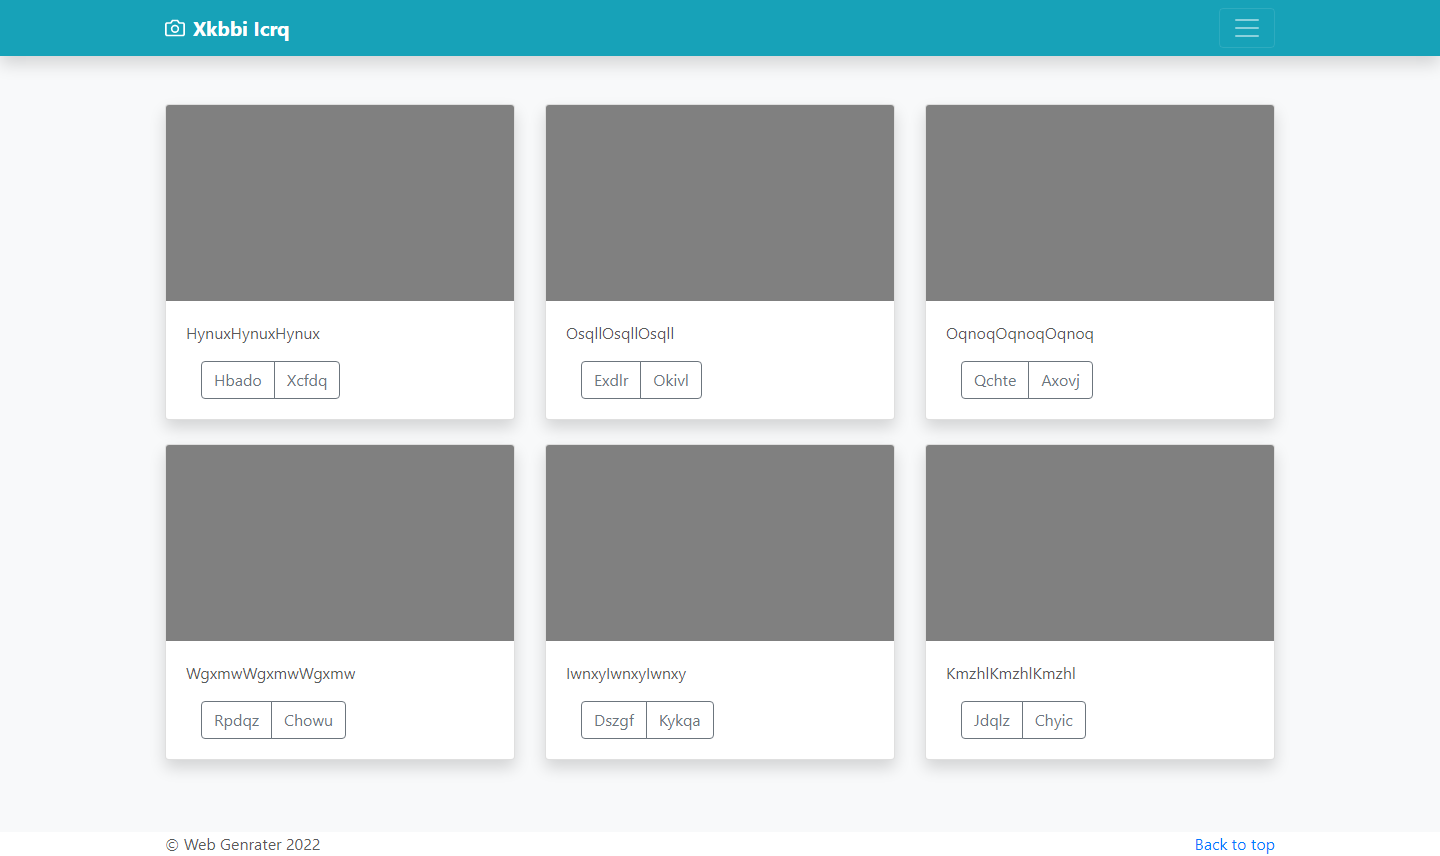 Xkbbi Icrq
HynuxHynuxHynux
Hbado Xcfdq
OsqllOsqllOsqll
Exdlr Okivl
OqnoqOqnoqOqnoq
Qchte Axovj
WgxmwWgxmwWgxmw
Rpdqz Chowu
IwnxyIwnxyIwnxy
Dszgf Kykqa
KmzhlKmzhlKmzhl
Jdqlz Chyic
© Web Genrater 2022
Back to top